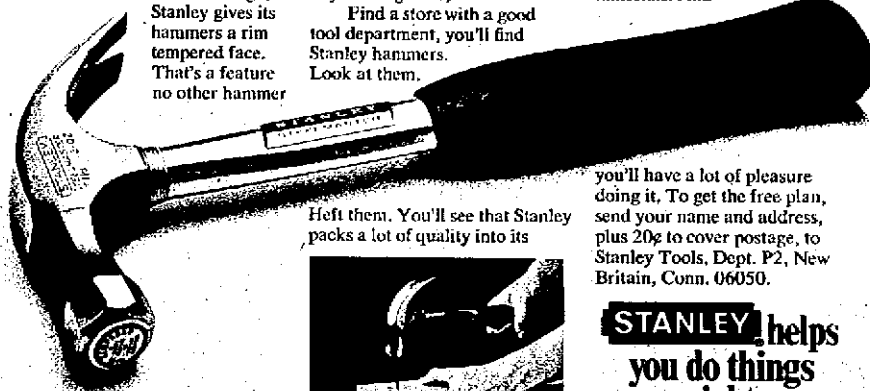 Stanley gives its
hammers a rim
tempered face.
That's a feature
no other hammer
Find a store with a good
tool department, you'll find
Stanley hammers.
Look at them.
STANLEY
Heft them. You'll see that Stanley
packs a lot of quality into its
you'll have a lot of pleasure
doing it, To get the free plan,
send your name and address,
plus 20¢ to cover postage, to
Stanley Tools, Dept. P2, New
Britain, Conn. 06050.
STANLEY helps
you do things